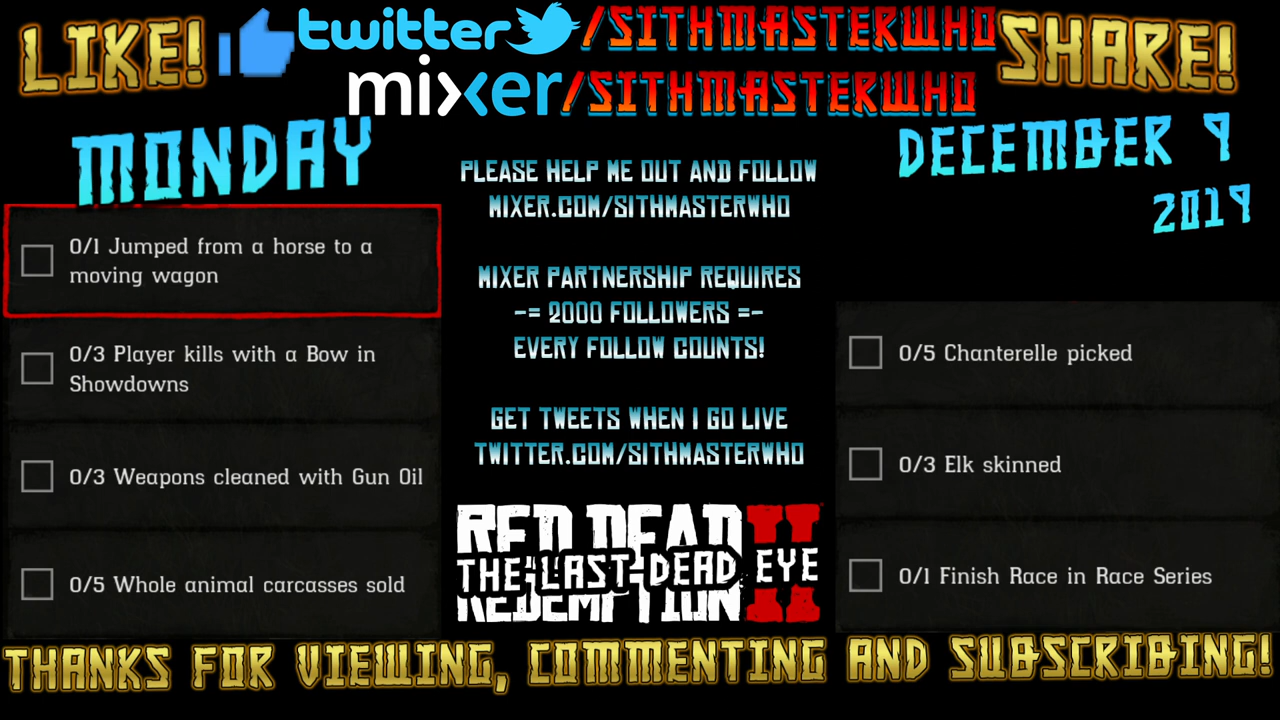 LIKE!
twitter/SITHMASTERWHO
SHARE!
mixer/SITHMASTERWHO
MONDAY
DECEMBER 9
2019
0/1 Jumped from a horse to a
moving wagon
0/3 Player kills with a Bow in
Showdowns
0/3 Weapons cleaned with Gun Oil
0/5 Whole animal carcasses sold
PLEASE HELP ME OUT AND FOLLOW
MIXER.COM/SITHMASTERWHO
MIXER PARTNERSHIP REQUIRES
-= 2000 FOLLOWERS =-
EVERY FOLLOW COUNTS!
GET TWEETS WHEN I GO LIVE
TWITTER.COM/SITHMASTERWHO
RED DEAD
THE-LAST-DEAD EYE
REDEMPTION II
0/5 Chanterelle picked
0/3 Elk skinned
0/1 Finish Race in Race Series
THANKS FOR VIEWING, COMMENTING AND SUBSCRIBING!